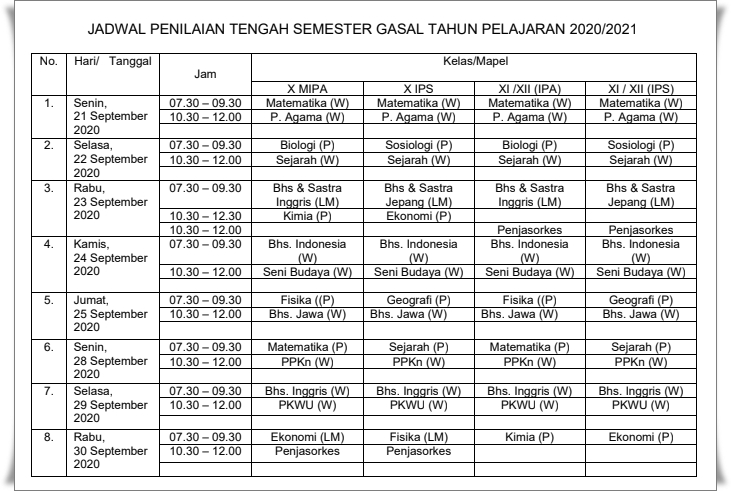 JADWAL PENILAIAN TENGAH SEMESTER GASAL TAHUN PELAJARAN 2020/2021
No. Hari/ Tanggal Jam Kelas/Mapel
X MIPA X IPS XI /XII (IPA) XI / XII (IPS)
1. Senin, 07.30 – 09.30 Matematika (W) Matematika (W) Matematika (W) Matematika (W)
21 September 10.30 – 12.00 P. Agama (W) P. Agama (W) P. Agama (W) P. Agama (W)
2020
2. Selasa, 07.30 – 09.30 Biologi (P) Sosiologi (P) Biologi (P) Sosiologi (P)
22 September 10.30 – 12.00 Sejarah (W) Sejarah (W) Sejarah (W) Sejarah (W)
2020
3. Rabu, 07.30 – 09.30 Bhs & Sastra Bhs & Sastra Bhs & Sastra Bhs & Sastra
23 September Inggris (LM) Jepang (LM) Inggris (LM) Jepang (LM)
2020 10.30 – 12.30 Kimia (P) Ekonomi (P)
10.30 – 12.00 Penjasorkes Penjasorkes
4. Kamis, 07.30 – 09.30 Bhs. Indonesia Bhs. Indonesia Bhs. Indonesia Bhs. Indonesia
24 September (W) (W) (W) (W)
2020 10.30 – 12.00 Seni Budaya (W) Seni Budaya (W) Seni Budaya (W) Seni Budaya (W)
5. Jumat, 07.30 – 09.30 Fisika ((P) Geografi (P) Fisika ((P) Geografi (P)
25 September 10.30 – 12.00 Bhs. Jawa (W) Bhs. Jawa (W) Bhs. Jawa (W) Bhs. Jawa (W)
2020
6. Senin, 07.30 – 09.30 Matematika (P) Sejarah (P) Matematika (P) Sejarah (P)
28 September 10.30 – 12.00 PPKn (W) PPKn (W) PPKn (W) PPKn (W)
2020
7. Selasa, 07.30 – 09.30 Bhs. Inggris (W) Bhs. Inggris (W) Bhs. Inggris (W) Bhs. Inggris (W)
29 September 10.30 – 12.00 PKWU (W) PKWU (W) PKWU (W) PKWU (W)
2020
8. Rabu, 07.30 – 09.30 Ekonomi (LM) Fisika (LM) Kimia (P) Ekonomi (P)
30 September 10.30 – 12.00 Penjasorkes Penjasorkes
2020